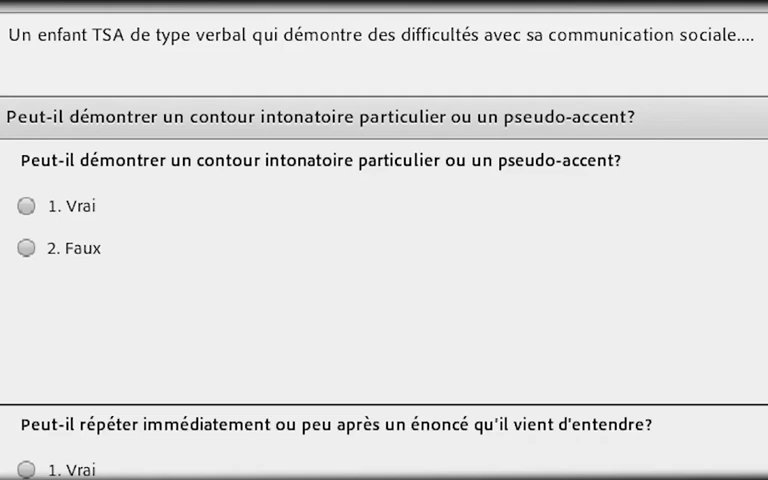 Un enfant TSA de type verbal qui démontre des difficultés avec sa communication sociale....
Peut-il démontrer un contour intonatoire particulier ou un pseudo-accent?
Peut-il démontrer un contour intonatoire particulier ou un pseudo-accent?
1. Vrai
2. Faux
Peut-il répéter immédiatement ou peu après un énoncé qu'il vient d'entendre?
1. Vrai